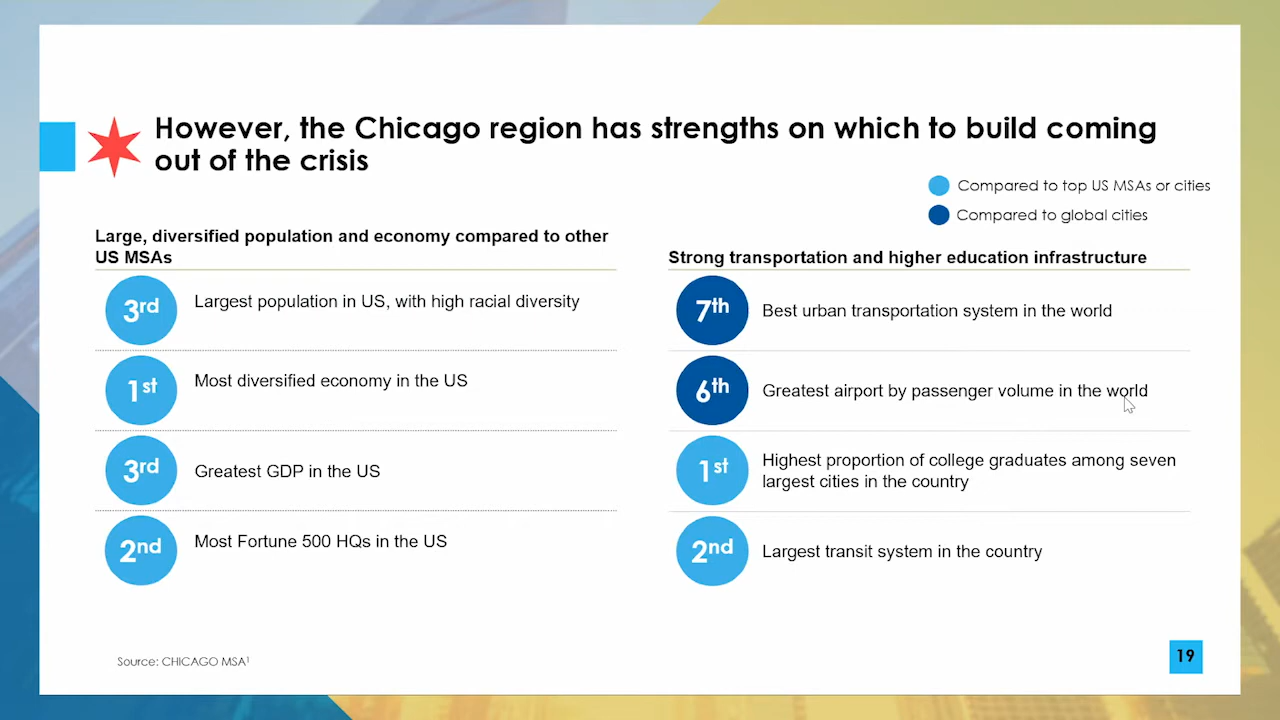 However, the Chicago region has strengths on which to build coming
out of the crisis
Compared to top US MSAs or cities
Compared to global cities
Large, diversified population and economy compared to other
US MSAs
3rd
Largest population in US, with high racial diversity
1st
Most diversified economy in the US
3rd
Greatest GDP in the US
2nd
Most Fortune 500 HQs in the US
Strong transportation and higher education infrastructure
7th
Best urban transportation system in the world
6th
Greatest airport by passenger volume in the world
1st
Highest proportion of college graduates among seven
largest cities in the country
2nd
Largest transit system in the country
Source: CHICAGO MSA¹
19